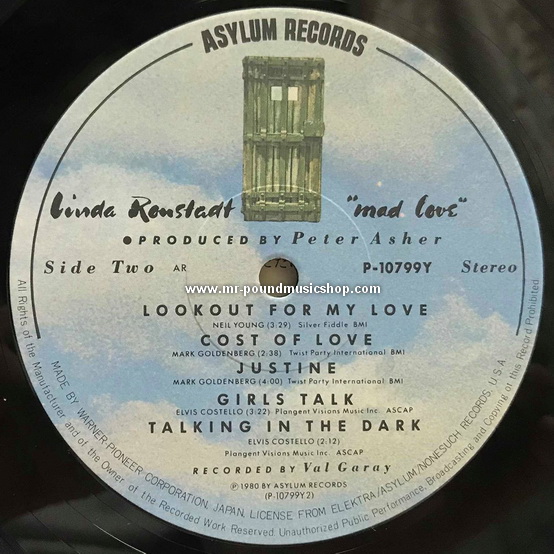 ASYLUM RECORDS
Linda Ronstadt "mad love"
PRODUCED BY Peter Asher
Side Two AR P-10799Y Stereo
www.mr-poundmusicshop.com
LOOKOUT FOR MY LOVE
NEIL YOUNG (3:29) Silver Fiddle BMI
COST OF LOVE
MARK GOLDENBERG (2:38) Twist Party International BMI
JUSTINE
MARK GOLDENBERG (4:00) Twist Party International BMI
GIRLS TALK
ELVIS COSTELLO (3:22) Plangent Visions Music Inc. ASCAP
TALKING IN THE DARK
ELVIS COSTELLO (2:12)
Plangent Visions Music Inc ASCAP
RECORDED BY Val Garay
℗ 1980 BY ASYLUM RECORDS
(P-10799Y2)
MADE BY WARNER-PIONEER CORPORATION, JAPAN, LICENSE FROM ELEKTRA/ASYLUM/NONESUCH RECORDS, U.S.A.
All Rights of the Manufacturer and of the Owner of the Recorded Work Reserved. Unauthorized Public Performance, Broadcasting and Copying of this Record Prohibited